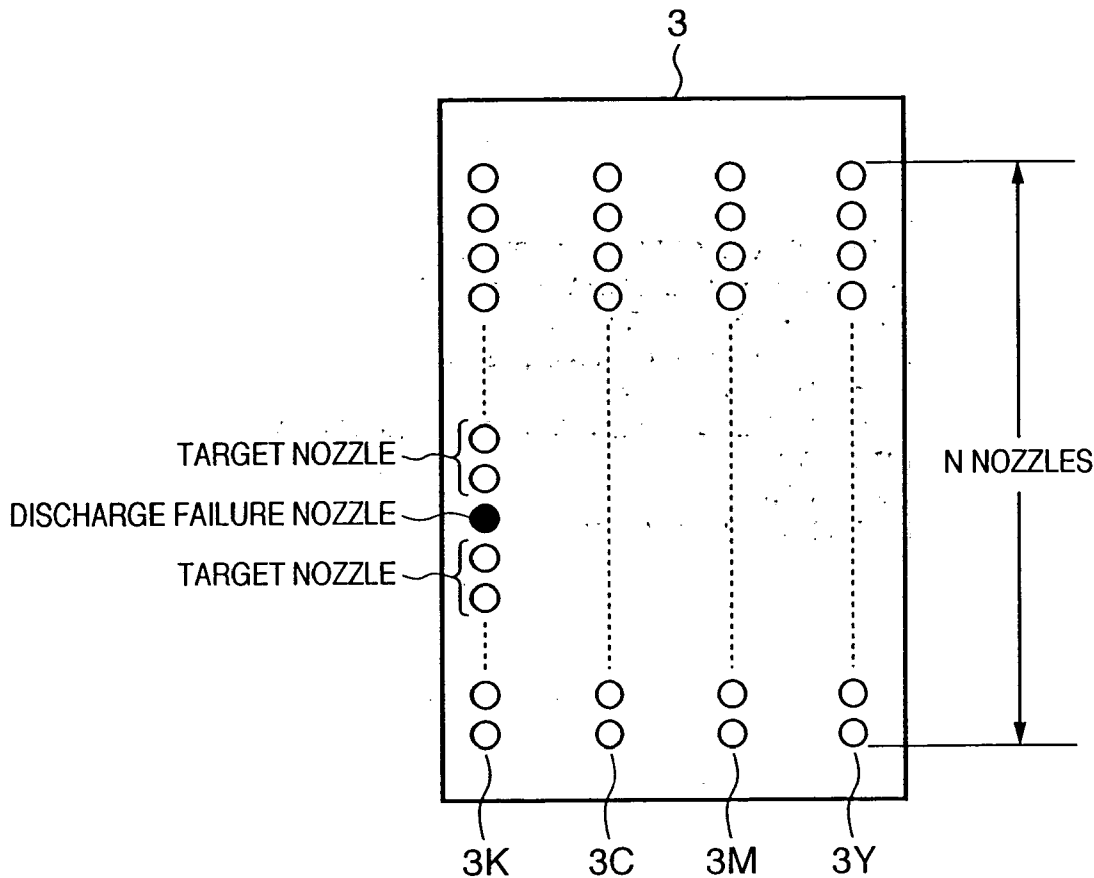 3
TARGET NOZZLE
DISCHARGE FAILURE NOZZLE
TARGET NOZZLE
N NOZZLES
3K 3C 3M 3Y